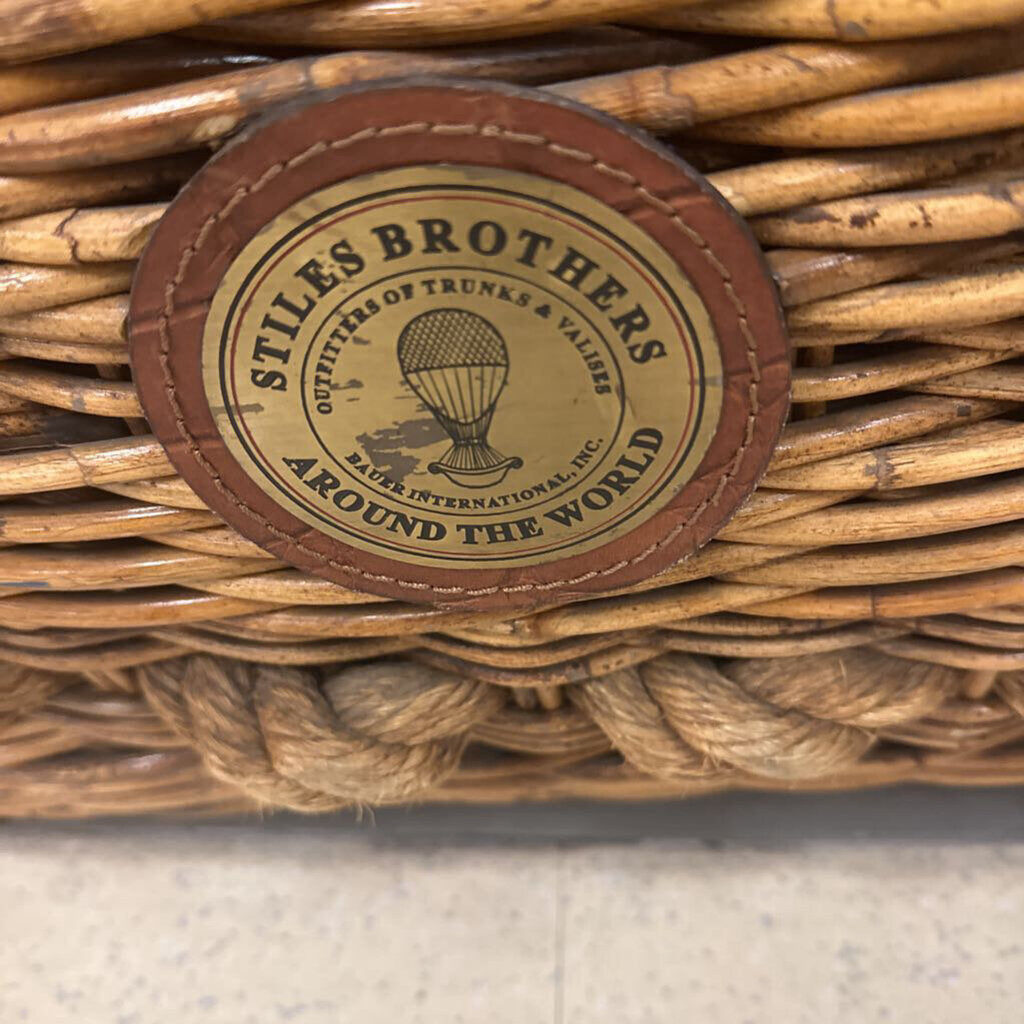 STILES BROTHERS
OUTFITTERS OF TRUNKS & VALISES
BAUER INTERNATIONAL, INC.
AROUND THE WORLD